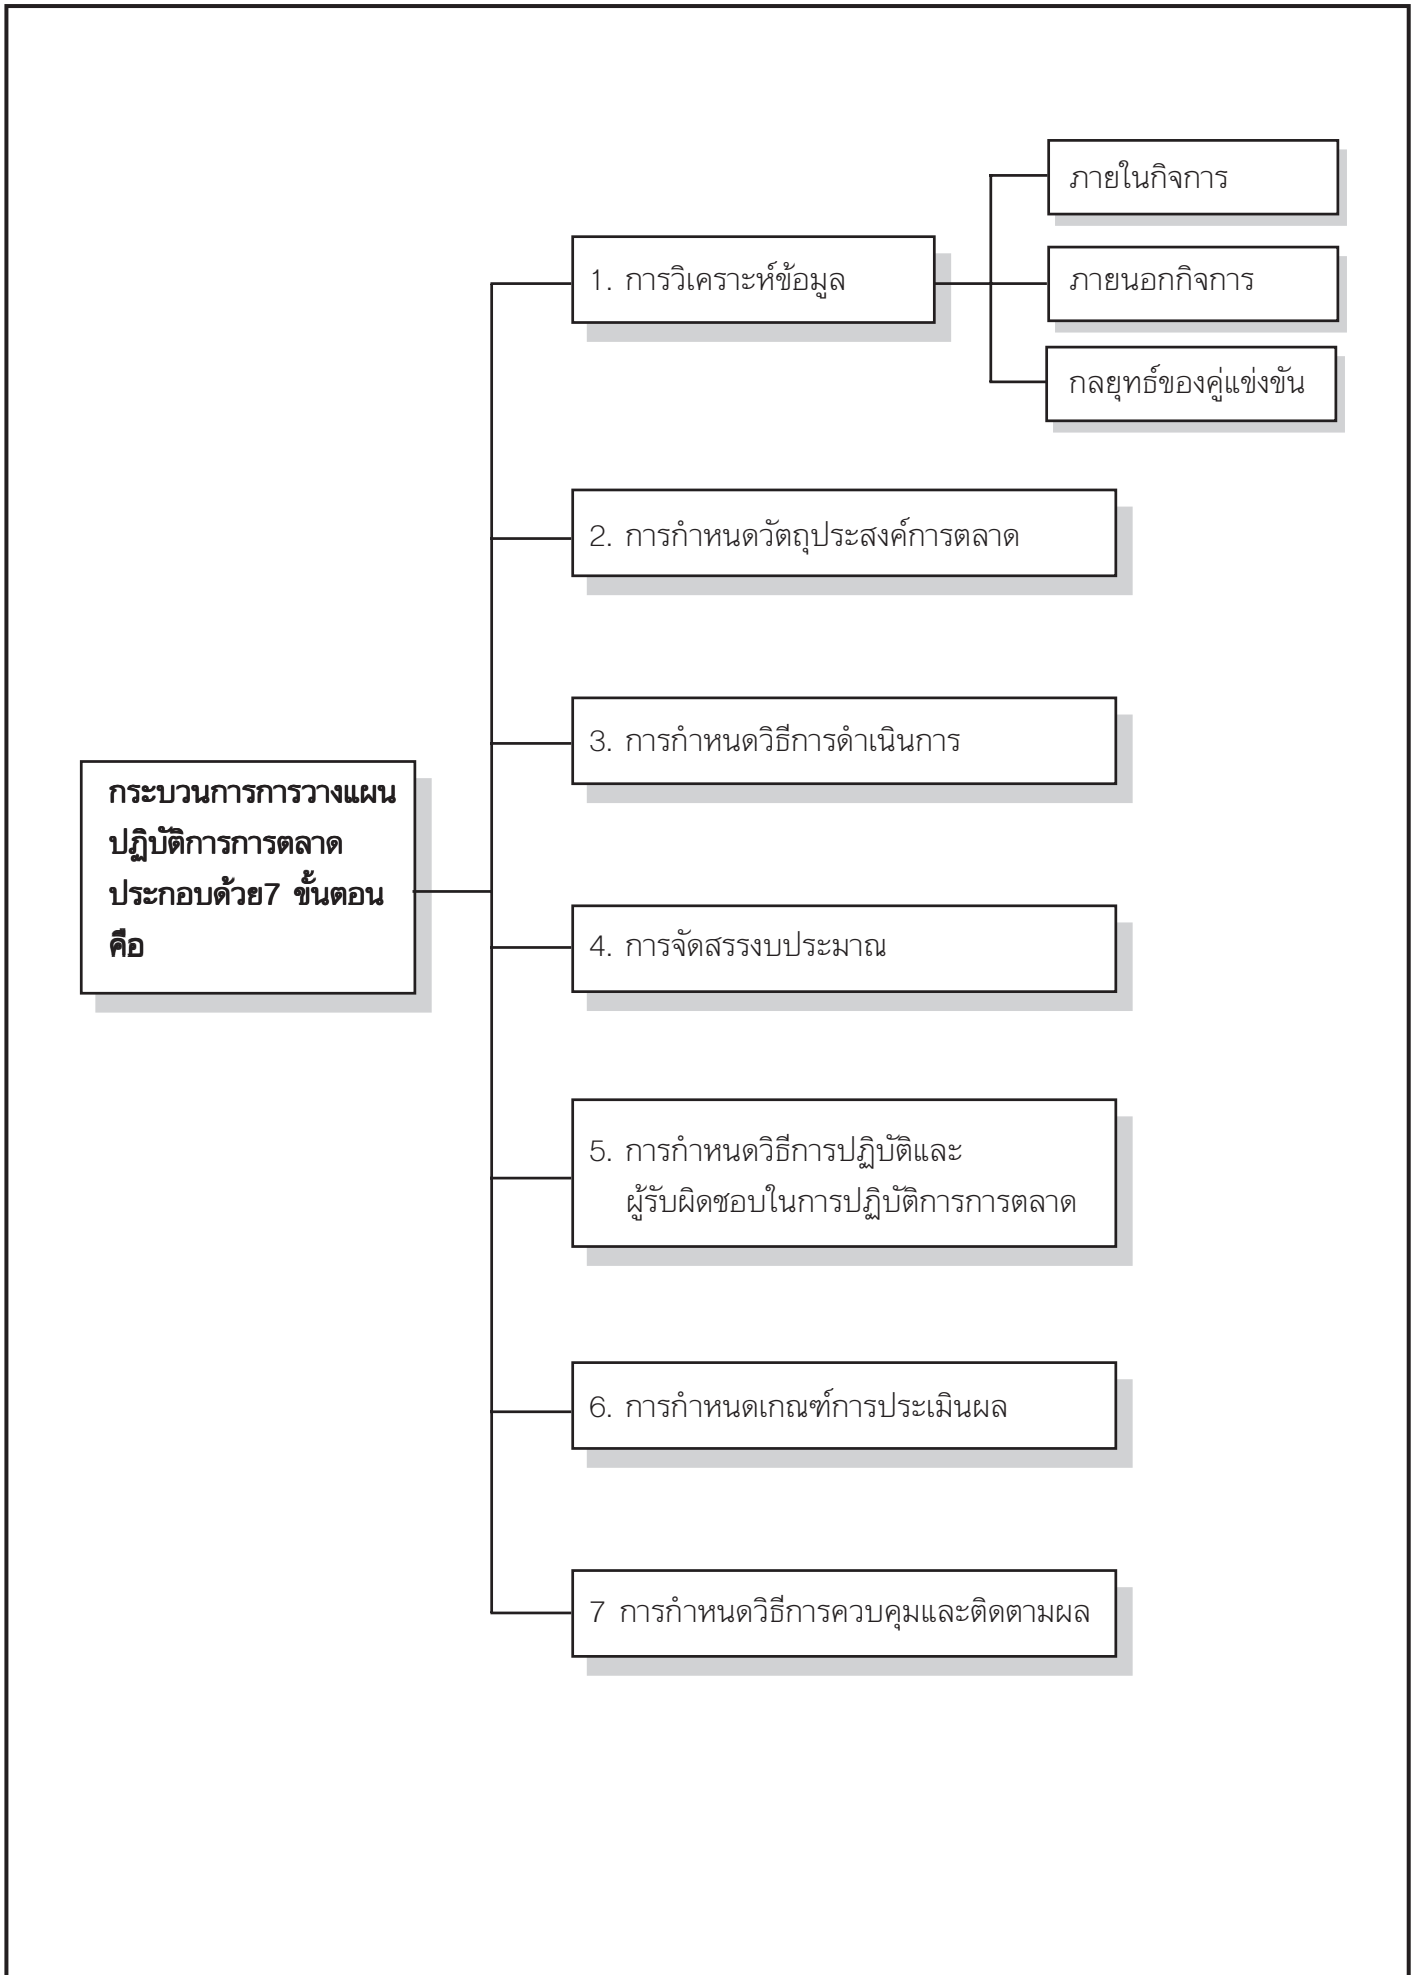 ภายในกิจการ
1. การวิเคราะห์ข้อมูล
ภายนอกกิจการ
กลยุทธ์ของคู่แข่งขัน
2. การกำหนดวัตถุประสงค์การตลาด
3. การกำหนดวิธีการดำเนินการ
กระบวนการการวางแผน
ปฏิบัติการการตลาด
ประกอบด้วย7 ขั้นตอน
คือ
4. การจัดสรรงบประมาณ
5. การกำหนดวิธีการปฏิบัติและ
ผู้รับผิดชอบในการปฏิบัติการการตลาด
6. การกำหนดเกณฑ์การประเมินผล
7 การกำหนดวิธีการควบคุมและติดตามผล